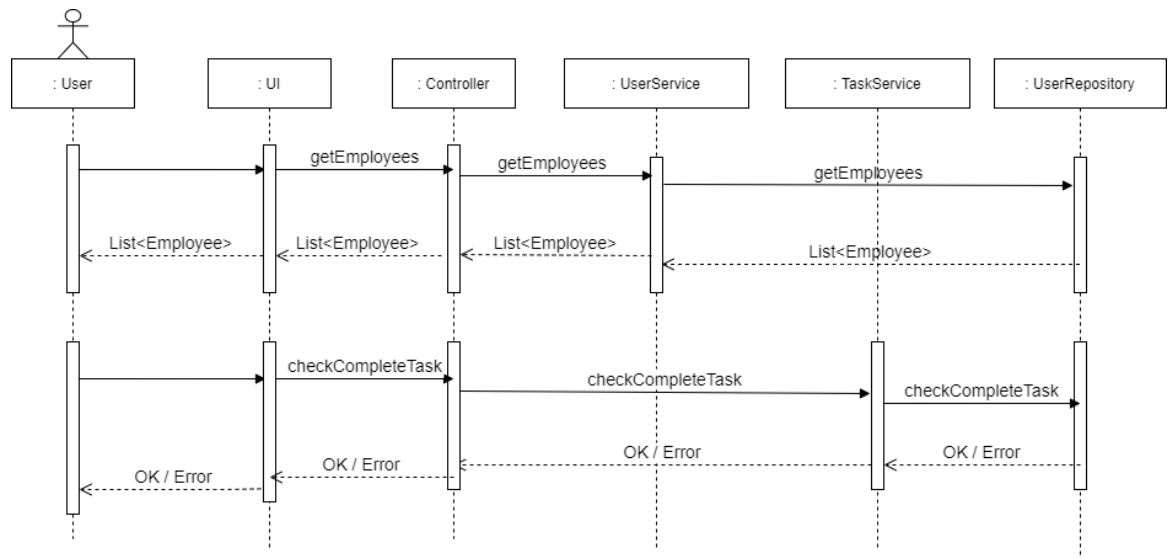 : User
: UI
: Controller
: UserService
: TaskService
: UserRepository
getEmployees
getEmployees
getEmployees
List<Employee>
List<Employee>
List<Employee>
List<Employee>
checkCompleteTask
checkCompleteTask
checkCompleteTask
OK / Error
OK / Error
OK / Error
OK / Error